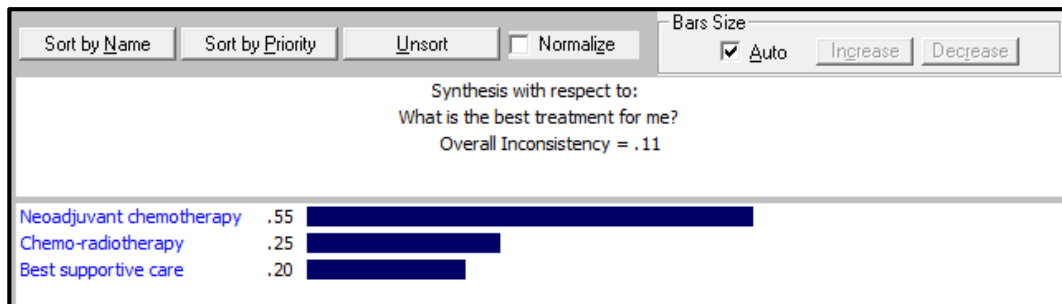 Sort by Name Sort by Priority Unsort Normalize
Bars Size
Auto Increase Decrease
Synthesis with respect to:
What is the best treatment for me?
Overall Inconsistency = .11
Neoadjuvant chemotherapy .55
Chemo-radiotherapy .25
Best supportive care .20